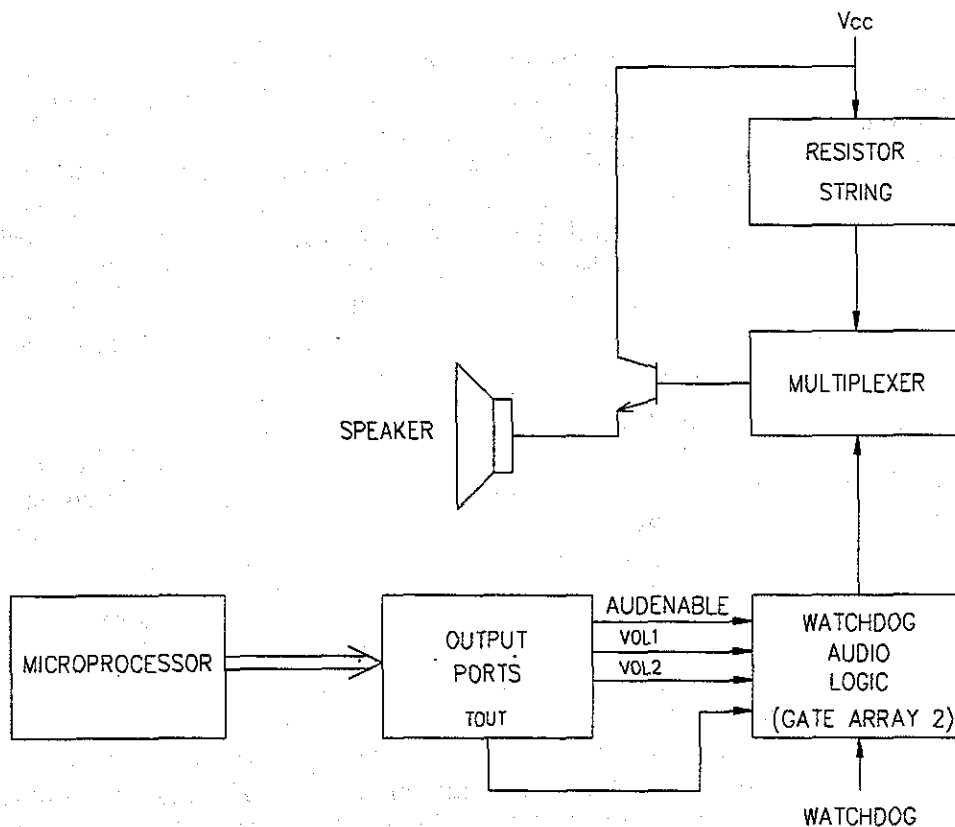 Vcc
RESISTOR
STRING
MULTIPLEXER
SPEAKER
MICROPROCESSOR
OUTPUT
PORTS
TOUT
AUDENABLE
VOL1
VOL2
WATCHDOG
AUDIO
LOGIC
(GATE ARRAY 2)
WATCHDOG